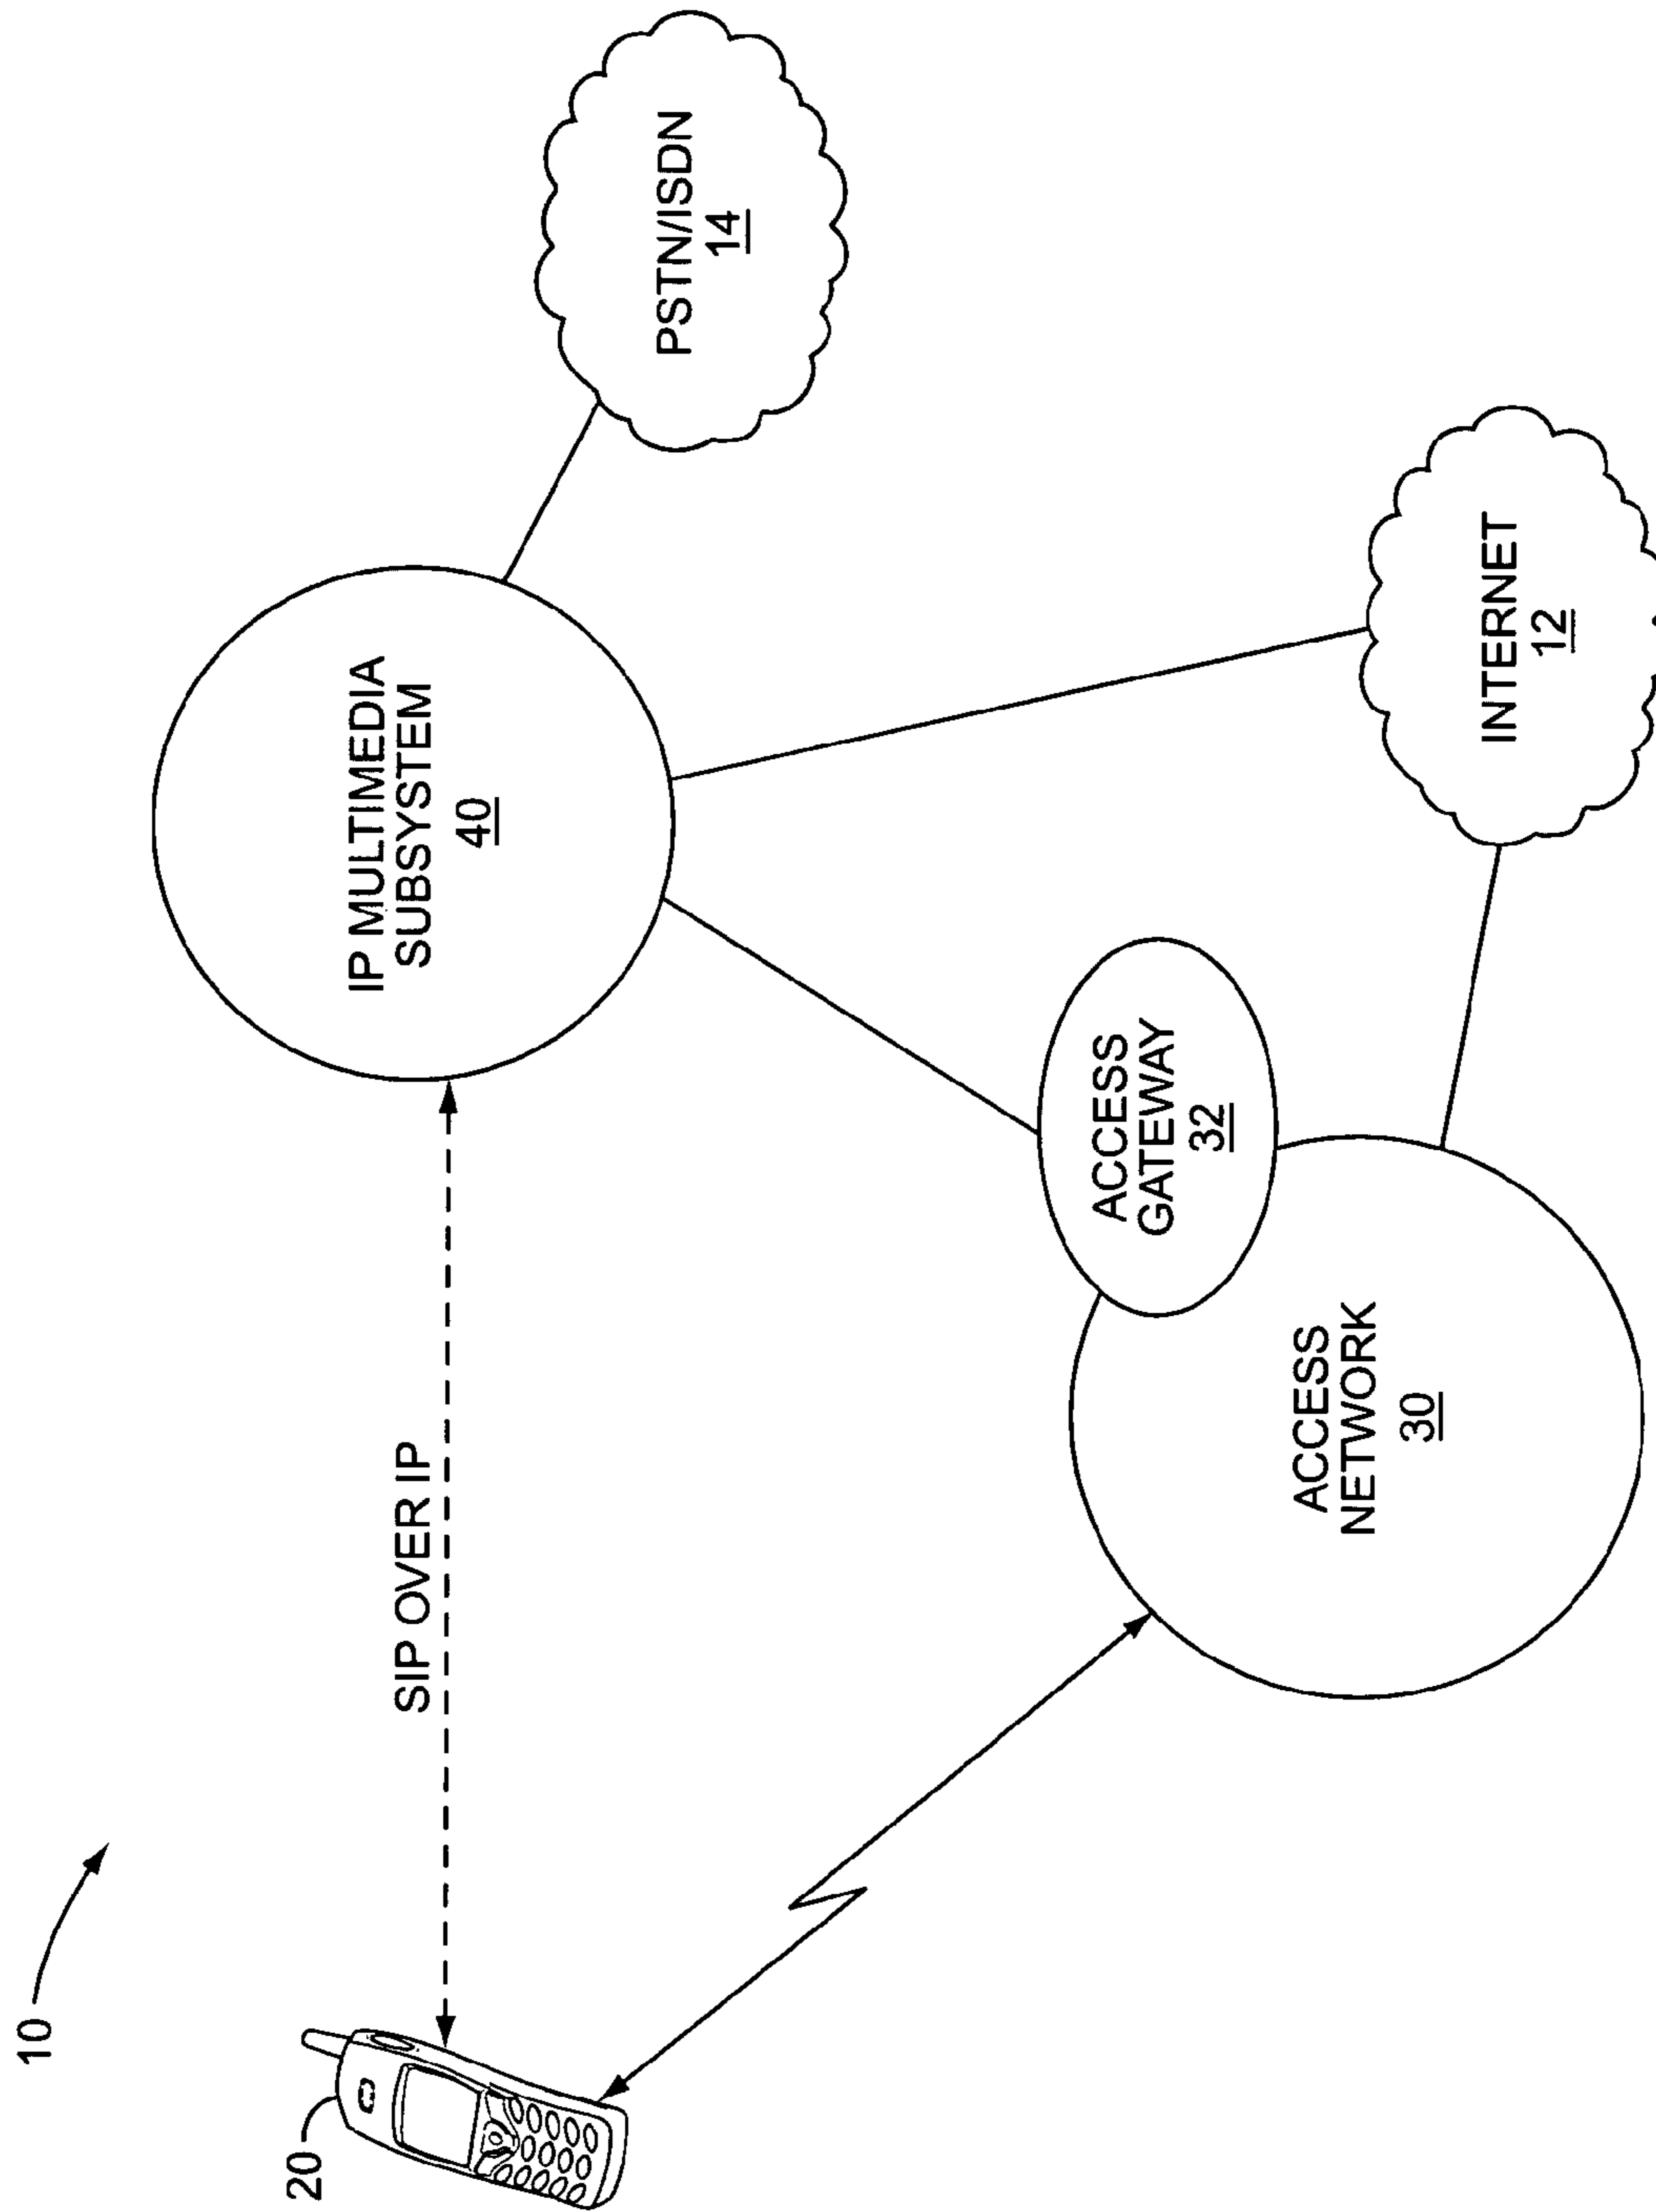 10
20
SIP OVER IP
IP MULTIMEDIA
SUBSYSTEM
40
PSTN/ISDN
14
ACCESS
GATEWAY
32
ACCESS
NETWORK
30
INTERNET
12